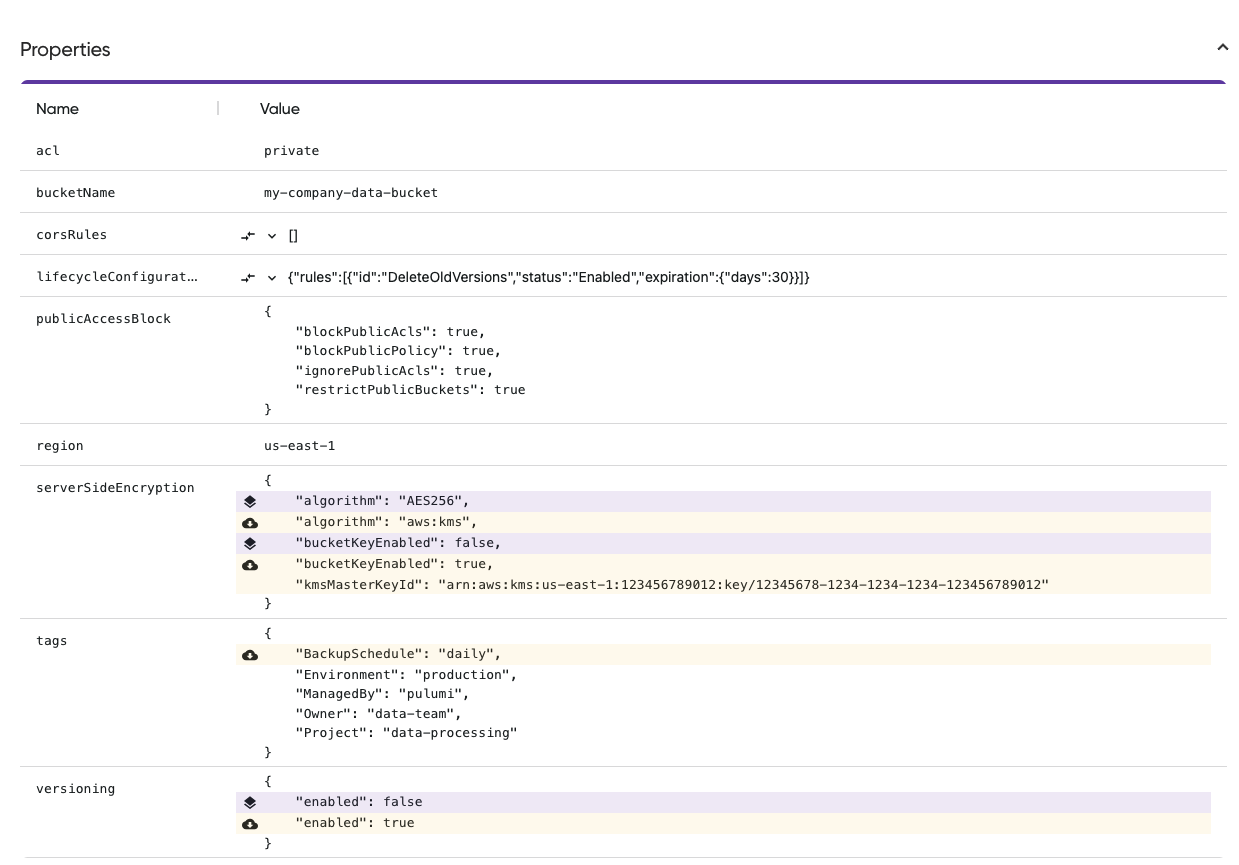 Properties
Name Value
acl private
bucketName my-company-data-bucket
corsRules []
lifecycleConfigurat... {"rules":[{"id":"DeleteOldVersions","status":"Enabled","expiration":{"days":30}}]}
publicAccessBlock {
"blockPublicAcls": true,
"blockPublicPolicy": true,
"ignorePublicAcls": true,
"restrictPublicBuckets": true
}
region us-east-1
serverSideEncryption {
"algorithm": "AES256",
"algorithm": "aws:kms",
"bucketKeyEnabled": false,
"bucketKeyEnabled": true,
"kmsMasterKeyId": "arn:aws:kms:us-east-1:123456789012:key/12345678-1234-1234-1234-123456789012"
}
tags {
"BackupSchedule": "daily",
"Environment": "production",
"ManagedBy": "pulumi",
"Owner": "data-team",
"Project": "data-processing"
}
versioning {
"enabled": false
"enabled": true
}